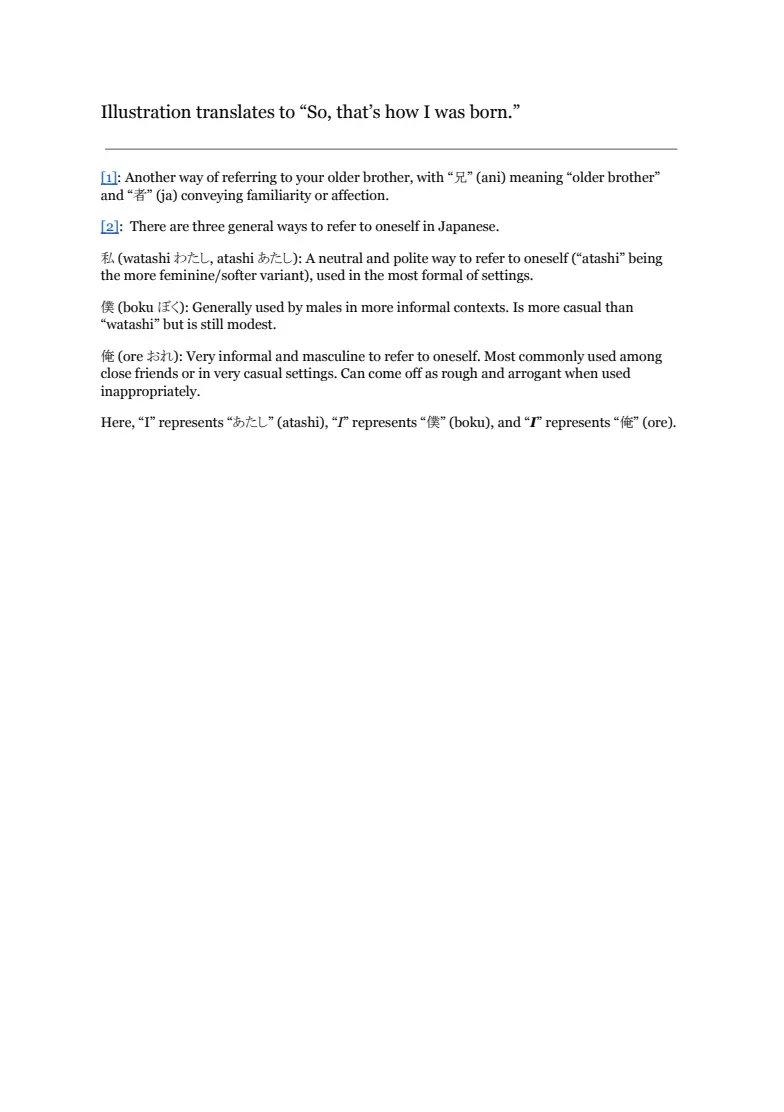 Illustration translates to “So, that’s how I was born.”
[1]: Another way of referring to your older brother, with “兄” (ani) meaning “older brother”
and “者” (ja) conveying familiarity or affection.
[2]:  There are three general ways to refer to oneself in Japanese.
私 (watashi わたし, atashi あたし): A neutral and polite way to refer to oneself (“atashi” being
the more feminine/softer variant), used in the most formal of settings.
僕 (boku ぼく): Generally used by males in more informal contexts. Is more casual than
“watashi” but is still modest.
俺 (ore おれ): Very informal and masculine to refer to oneself. Most commonly used among
close friends or in very casual settings. Can come off as rough and arrogant when used
inappropriately.
Here, “I” represents “あたし” (atashi), “I” represents “僕” (boku), and “I” represents “俺” (ore).